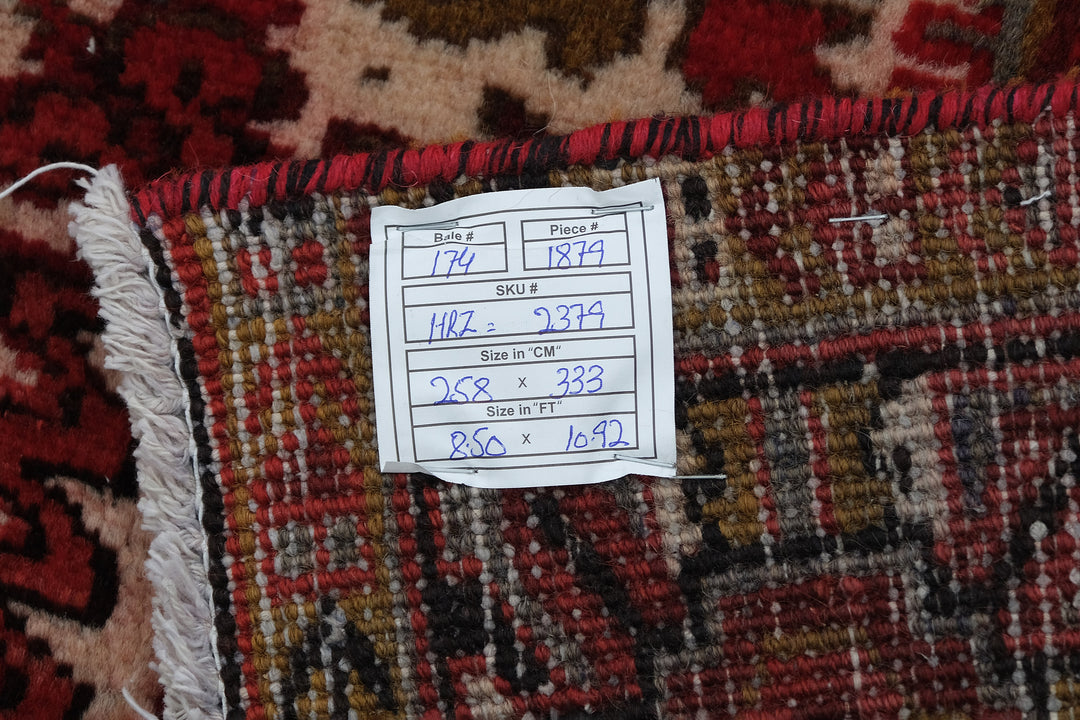 Bale # Piece #
174 1879
SKU #
HRZ = 2379
Size in "CM"
258 x 333
Size in "FT"
8.50 x 10.92